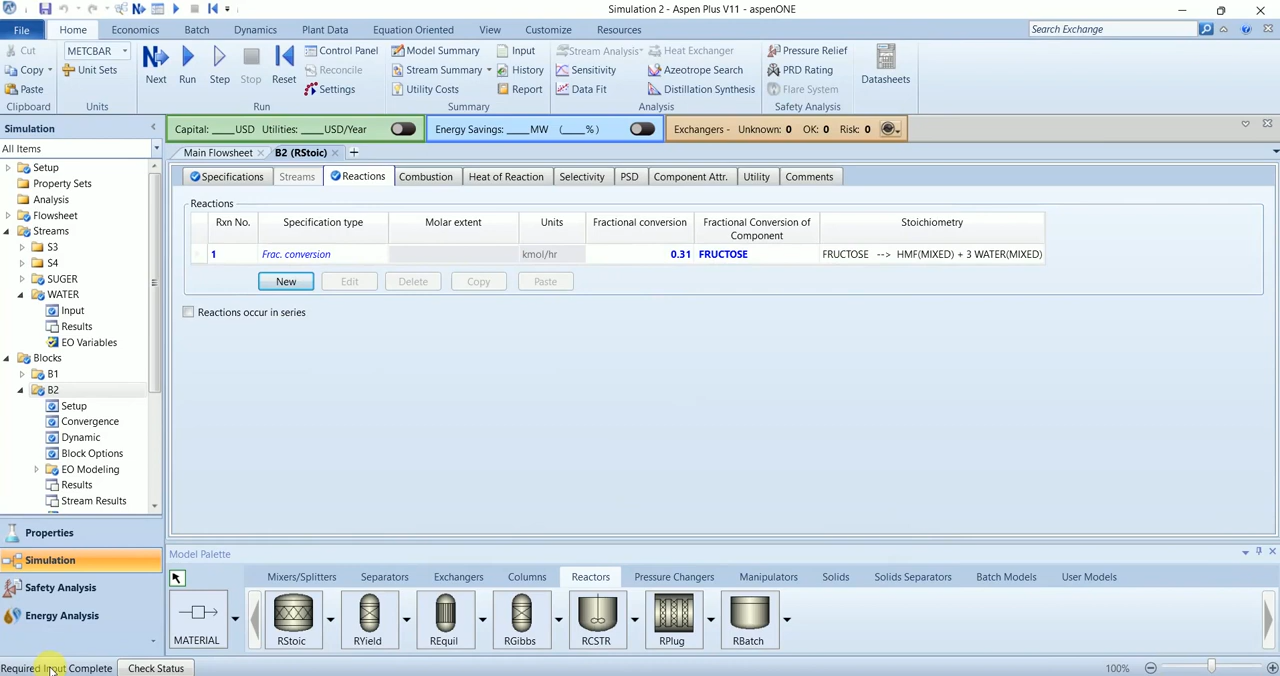 Simulation 2 - Aspen Plus V11 - aspenONE
File Home Economics Batch Dynamics Plant Data Equation Oriented View Customize Resources Search Exchange
Cut METCBAR Control Panel Model Summary Input Stream Analysis Heat Exchanger Pressure Relief
Copy Unit Sets Next Run Step Stop Reset Reconcile Stream Summary History Sensitivity Azeotrope Search PRD Rating Datasheets
Paste Settings Utility Costs Report Data Fit Distillation Synthesis Flare System
Clipboard Units Run Summary Analysis Safety Analysis
Simulation Capital: ____USD Utilities: ____USD/Year Energy Savings: ____MW (____%) Exchangers - Unknown: 0 OK: 0 Risk: 0
All Items Main Flowsheet B2 (RStoic)
Specifications Streams Reactions Combustion Heat of Reaction Selectivity PSD Component Attr. Utility Comments
Setup
Property Sets
Analysis
Flowsheet
Streams
S3
S4
SUGER
WATER
Input
Results
EO Variables
Blocks
B1
B2
Setup
Convergence
Dynamic
Block Options
EO Modeling
Results
Stream Results
Reactions
Rxn No. Specification type Molar extent Units Fractional conversion Fractional Conversion of Component Stoichiometry
1 Frac. conversion kmol/hr 0.31 FRUCTOSE FRUCTOSE --> HMF(MIXED) + 3 WATER(MIXED)
New Edit Delete Copy Paste
Reactions occur in series
Properties
Simulation
Safety Analysis
Energy Analysis
Model Palette
Mixers/Splitters Separators Exchangers Columns Reactors Pressure Changers Manipulators Solids Solids Separators Batch Models User Models
MATERIAL RStoic RYield REquil RGibbs RCSTR RPlug RBatch
Required Input Complete Check Status 100%